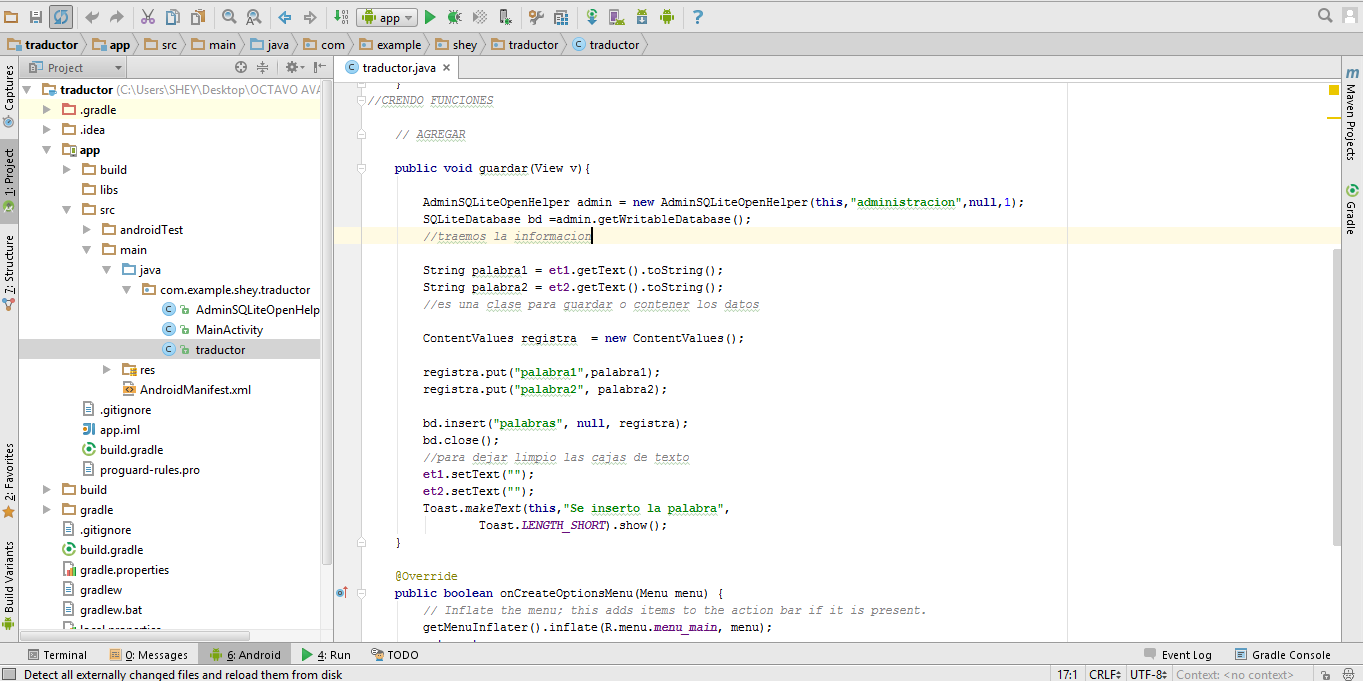 app
traductor app src main java com example shey traductor traductor
Project
traductor.java
Captures
1: Project
7: Structure
2: Favorites
Build Variants
traductor (C:\Users\SHEY\Desktop\OCTAVO AVA
.gradle
.idea
app
build
libs
src
androidTest
main
java
com.example.shey.traductor
AdminSQLiteOpenHelp
MainActivity
traductor
res
AndroidManifest.xml
.gitignore
app.iml
build.gradle
proguard-rules.pro
build
gradle
.gitignore
build.gradle
gradle.properties
gradlew
gradlew.bat
local.properties
}
//CRENDO FUNCIONES
// AGREGAR
public void guardar(View v){
AdminSQLiteOpenHelper admin = new AdminSQLiteOpenHelper(this,"administracion",null,1);
SQLiteDatabase bd =admin.getWritableDatabase();
//traemos la informacion
String palabra1 = et1.getText().toString();
String palabra2 = et2.getText().toString();
//es una clase para guardar o contener los datos
ContentValues registra  = new ContentValues();
registra.put("palabra1",palabra1);
registra.put("palabra2", palabra2);
bd.insert("palabras", null, registra);
bd.close();
//para dejar limpio las cajas de texto
et1.setText("");
et2.setText("");
Toast.makeText(this,"Se inserto la palabra",
Toast.LENGTH_SHORT).show();
}
@Override
public boolean onCreateOptionsMenu(Menu menu) {
// Inflate the menu; this adds items to the action bar if it is present.
getMenuInflater().inflate(R.menu.menu_main, menu);
m
Maven Projects
Gradle
Terminal 0: Messages 6: Android 4: Run TODO Event Log Gradle Console
Detect all externally changed files and reload them from disk 17:1 CRLF UTF-8 Context: <no context>